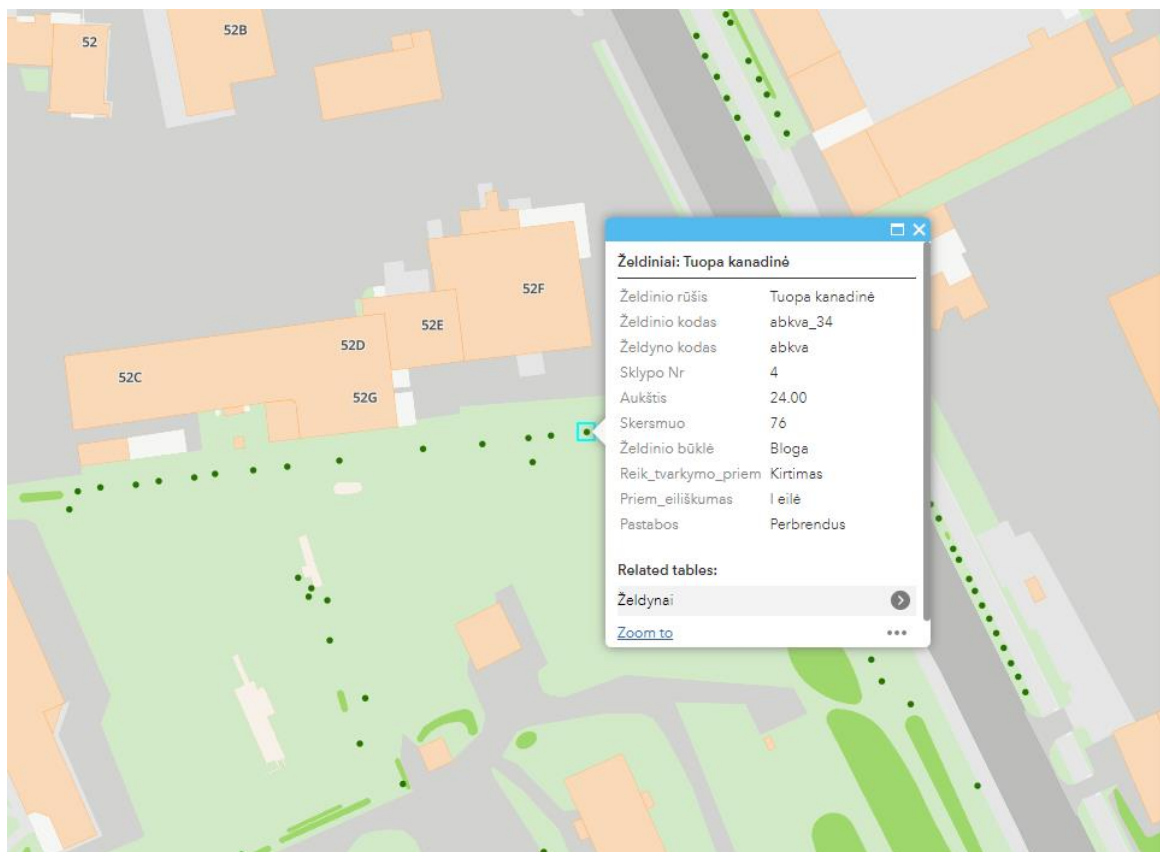 52
52B
52F
52E
52D
52C
52G
Želdiniai: Tuopa kanadinė
Želdinio rūšis Tuopa kanadinė
Želdinio kodas abkva_34
Želdyno kodas abkva
Sklypo Nr 4
Aukštis 24.00
Skersmuo 76
Želdinio būklė Bloga
Reik_tvarkymo_priem Kirtimas
Priem_eiliškumas I eilė
Pastabos Perbrendus
Related tables:
Želdynai
Zoom to